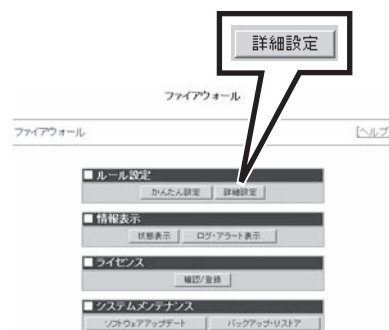 詳細設定
ファイアウォール
ファイアウォール [ヘルプ
■ ルール設定
かんたん設定 詳細設定
■ 情報表示
状態表示 ログ・アラート表示
■ ライセンス
確認/登録
■ システムメンテナンス
ソフトウェアアップデート バックアップ・リストア